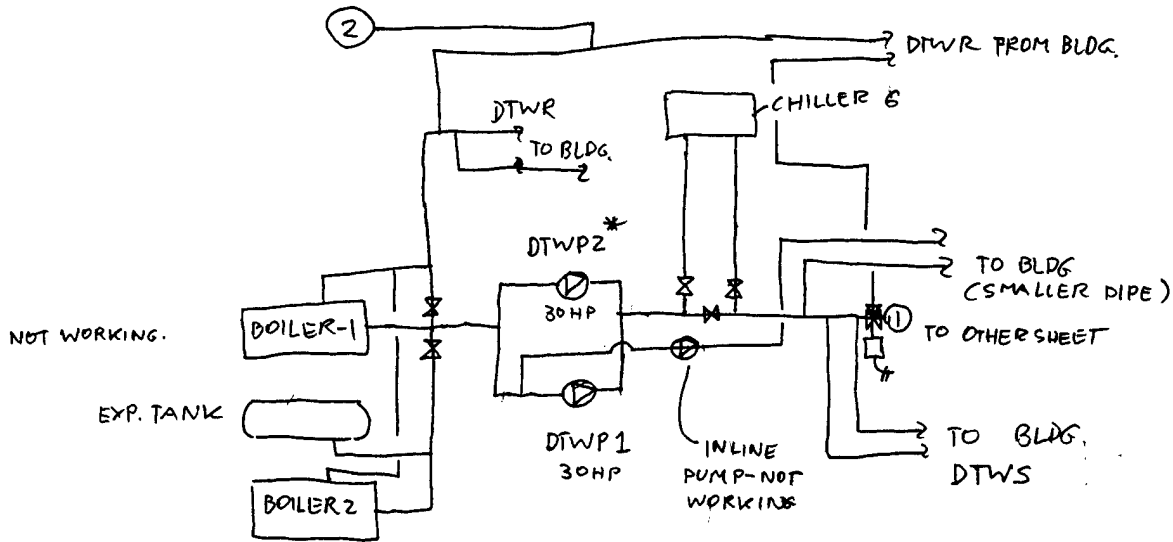 2
DTWR FROM BLDG.
CHILLER 6
DTWR
TO BLDG.
DTWP2*
30HP
TO BLDG
(SMALLER PIPE)
1
TO OTHER SHEET
NOT WORKING.
BOILER-1
EXP. TANK
BOILER 2
DTWP1
30HP
INLINE
PUMP-NOT
WORKING
TO BLDG.
DTWS